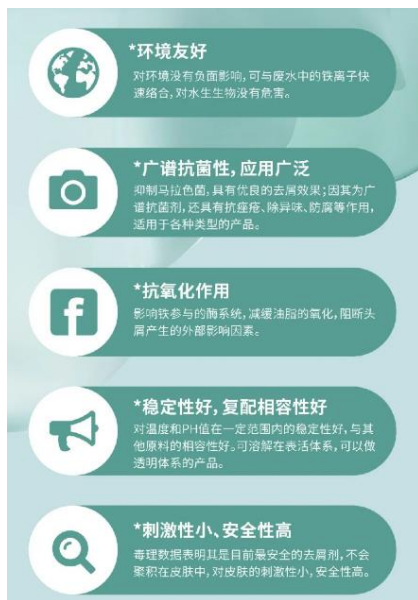 *环境友好
对环境没有负面影响,可与废水中的铁离子快
速络合,对水生生物没有危害。
*广谱抗菌性,应用广泛
抑制马拉色菌,具有优良的去屑效果;因其为广
谱抗菌剂,还具有抗痤疮、除异味、防腐等作用,
适用于各种类型的产品。
*抗氧化作用
影响铁参与的酶系统,减缓油脂的氧化,阻断头
屑产生的外部影响因素。
*稳定性好,复配相容性好
对温度和PH值在一定范围内的稳定性好,与其
他原料的相容性好。可溶解在表活体系,可以做
透明体系的产品。
*刺激性小、安全性高
毒理数据表明其是目前最安全的去屑剂,不会
聚积在皮肤中,对皮肤的刺激性小,安全性高。